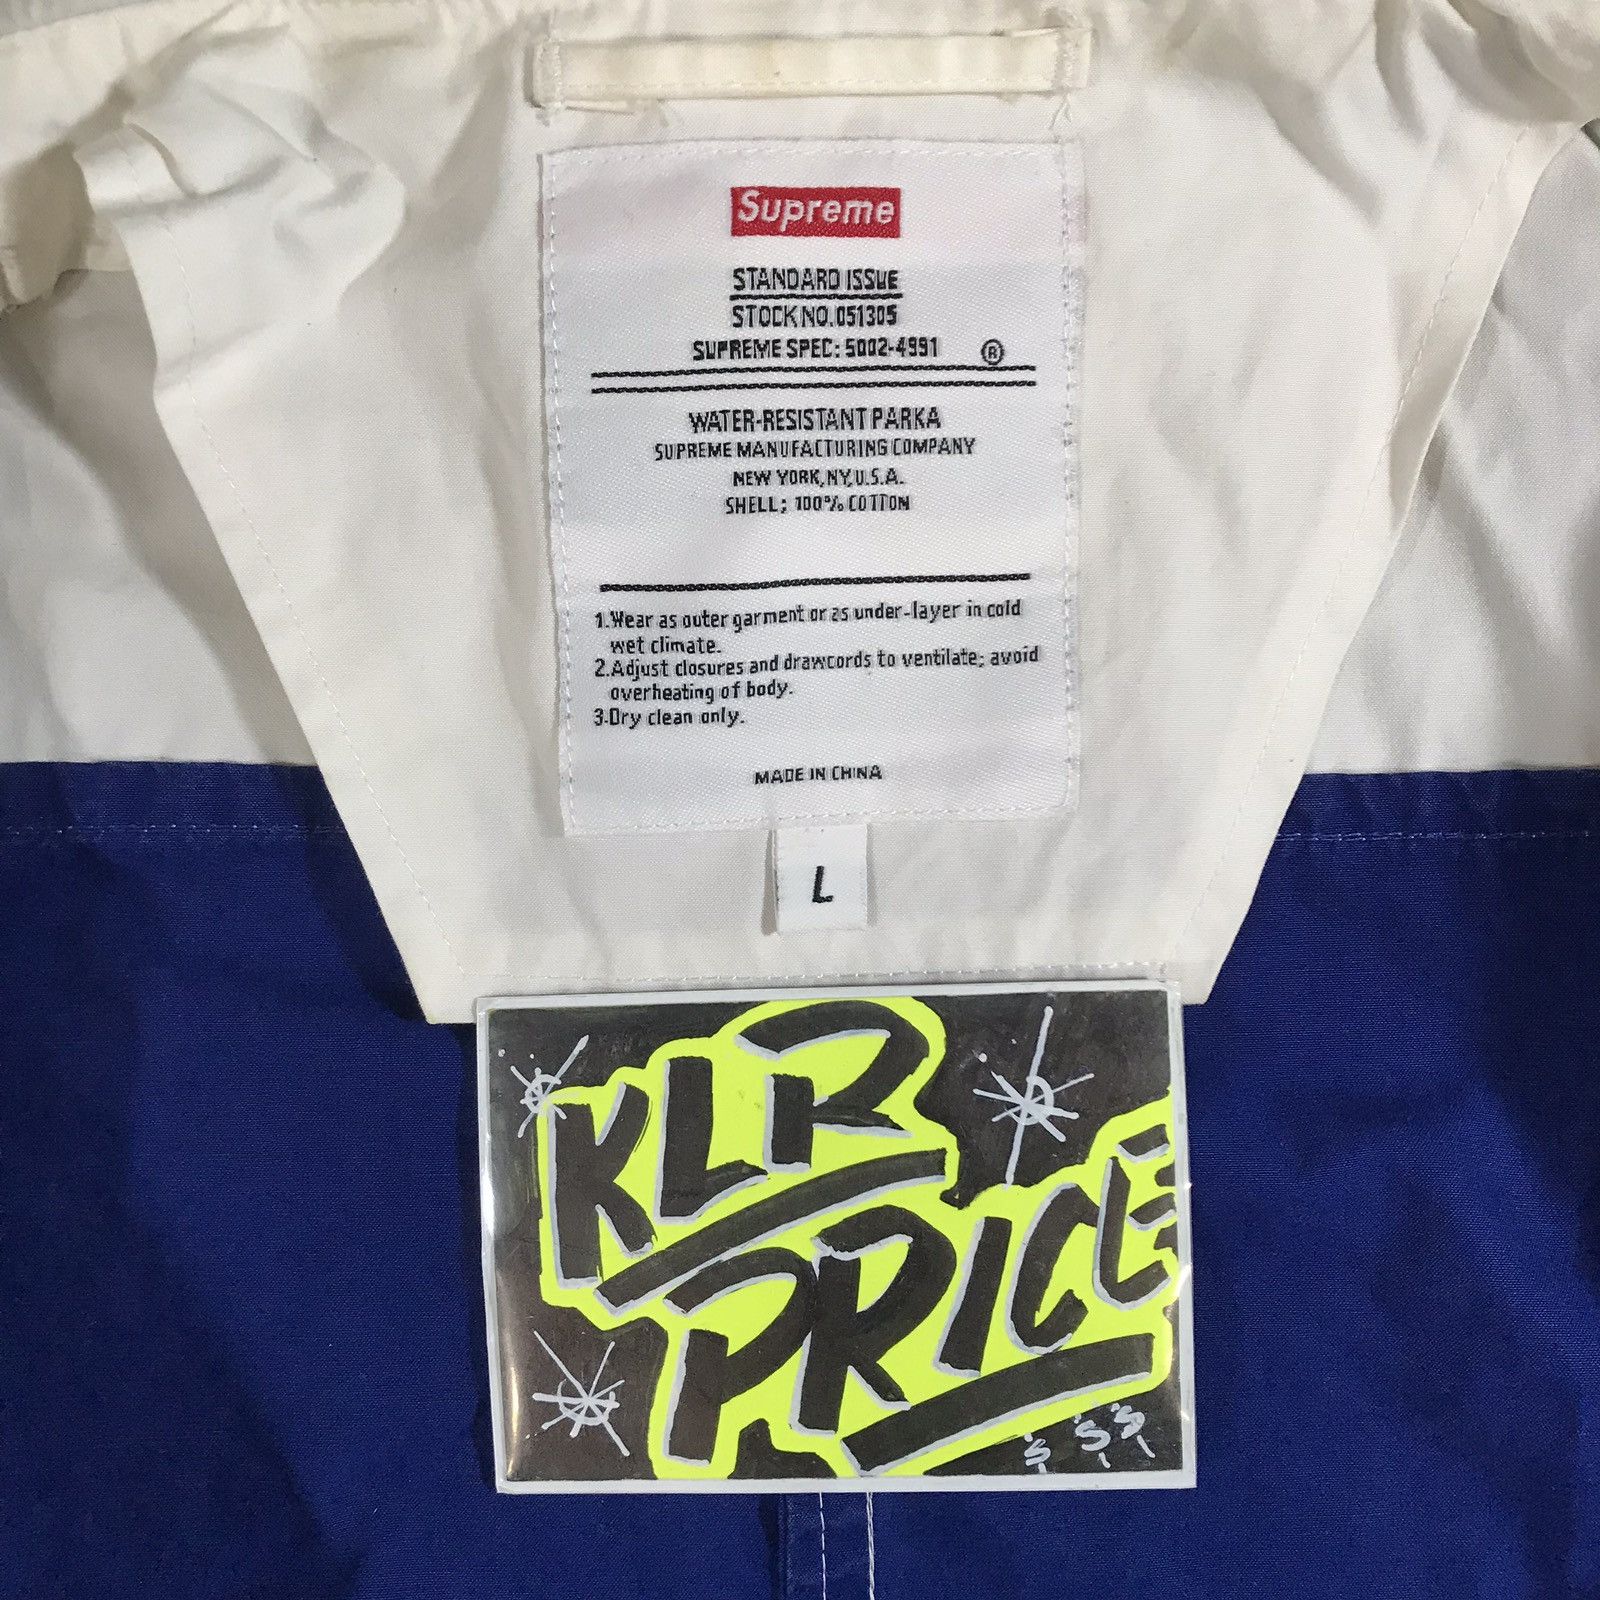 Supreme
STANDARD ISSUE
STOCK NO. 051305
SUPREME SPEC: 5002-4991 ®
WATER-RESISTANT PARKA
SUPREME MANUFACTURING COMPANY
NEW YORK, NY, U.S.A.
SHELL; 100% COTTON
1.Wear as outer garment or as under-layer in cold
wet climate.
2.Adjust closures and drawcords to ventilate; avoid
overheating of body.
3.Dry clean only.
MADE IN CHINA
L
KLR
PRICE
$ $ $